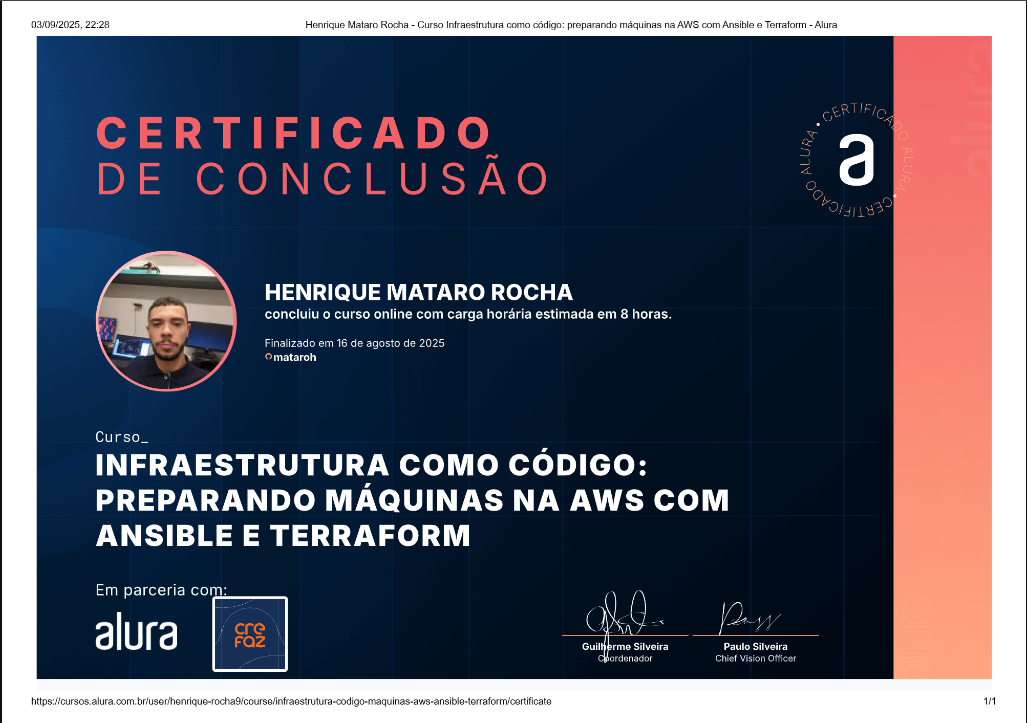 03/09/2025, 22:28
Henrique Mataro Rocha - Curso Infraestrutura como código: preparando máquinas na AWS com Ansible e Terraform - Alura
CERTIFICADO
DE CONCLUSÃO
CERTIFICADO ALURA • CERTIFICADO ALURA •
a
alura
HENRIQUE MATARO ROCHA
concluiu o curso online com carga horária estimada em 8 horas.
Finalizado em 16 de agosto de 2025
mataroh
Curso_
INFRAESTRUTURA COMO CÓDIGO:
PREPARANDO MÁQUINAS NA AWS COM
ANSIBLE E TERRAFORM
Em parceria com:
alura
cre
faz
Guilherme Silveira
Coordenador
Paulo Silveira
Chief Vision Officer
https://cursos.alura.com.br/user/henrique-rocha9/course/infraestrutura-codigo-maquinas-aws-ansible-terraform/certificate
1/1